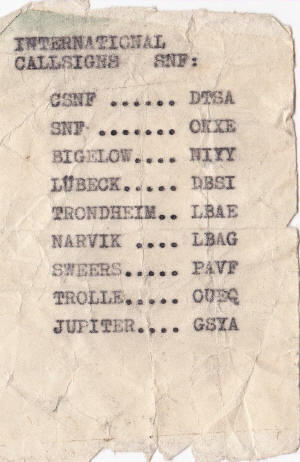 INTERNATIONAL
CALLSIGNS SNF:
CSNF ...... DTSA
SNF ....... OKXE
BIGELOW.... NIYY
LÜBECK..... DBSI
TRONDHEIM.. LBAE
NARVIK .... LBAG
SWEERS..... PAVF
TROLLE..... OUEQ
JUPITER.... GSYA